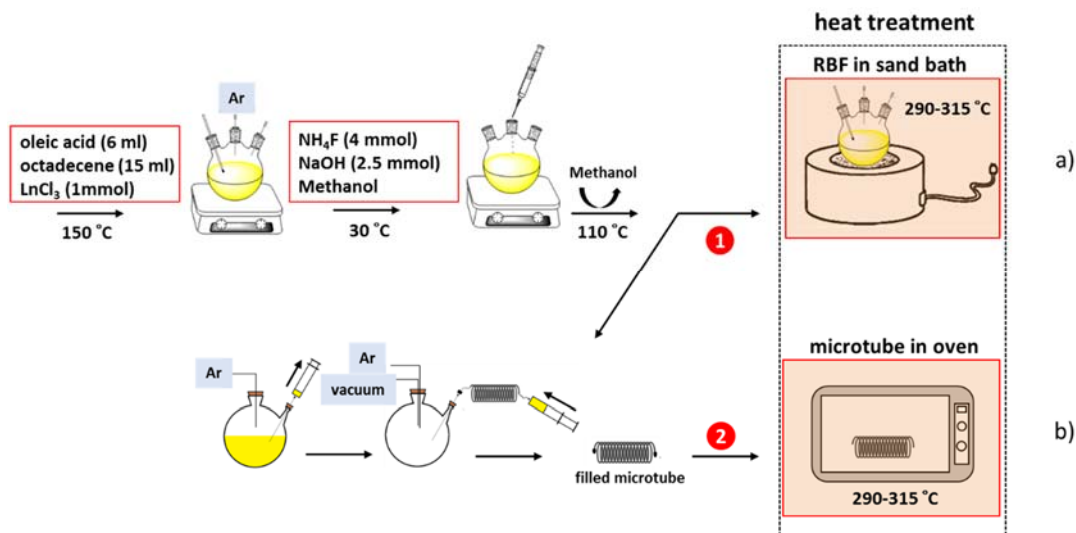 heat treatment
RBF in sand bath
290-315 °C
a)
Ar
oleic acid (6 ml)
octadecene (15 ml)
LnCl₃ (1mmol)
150 °C
NH₄F (4 mmol)
NaOH (2.5 mmol)
Methanol
30 °C
Methanol
110 °C
1
microtube in oven
Ar
Ar
vacuum
filled microtube
2
290-315 °C
b)